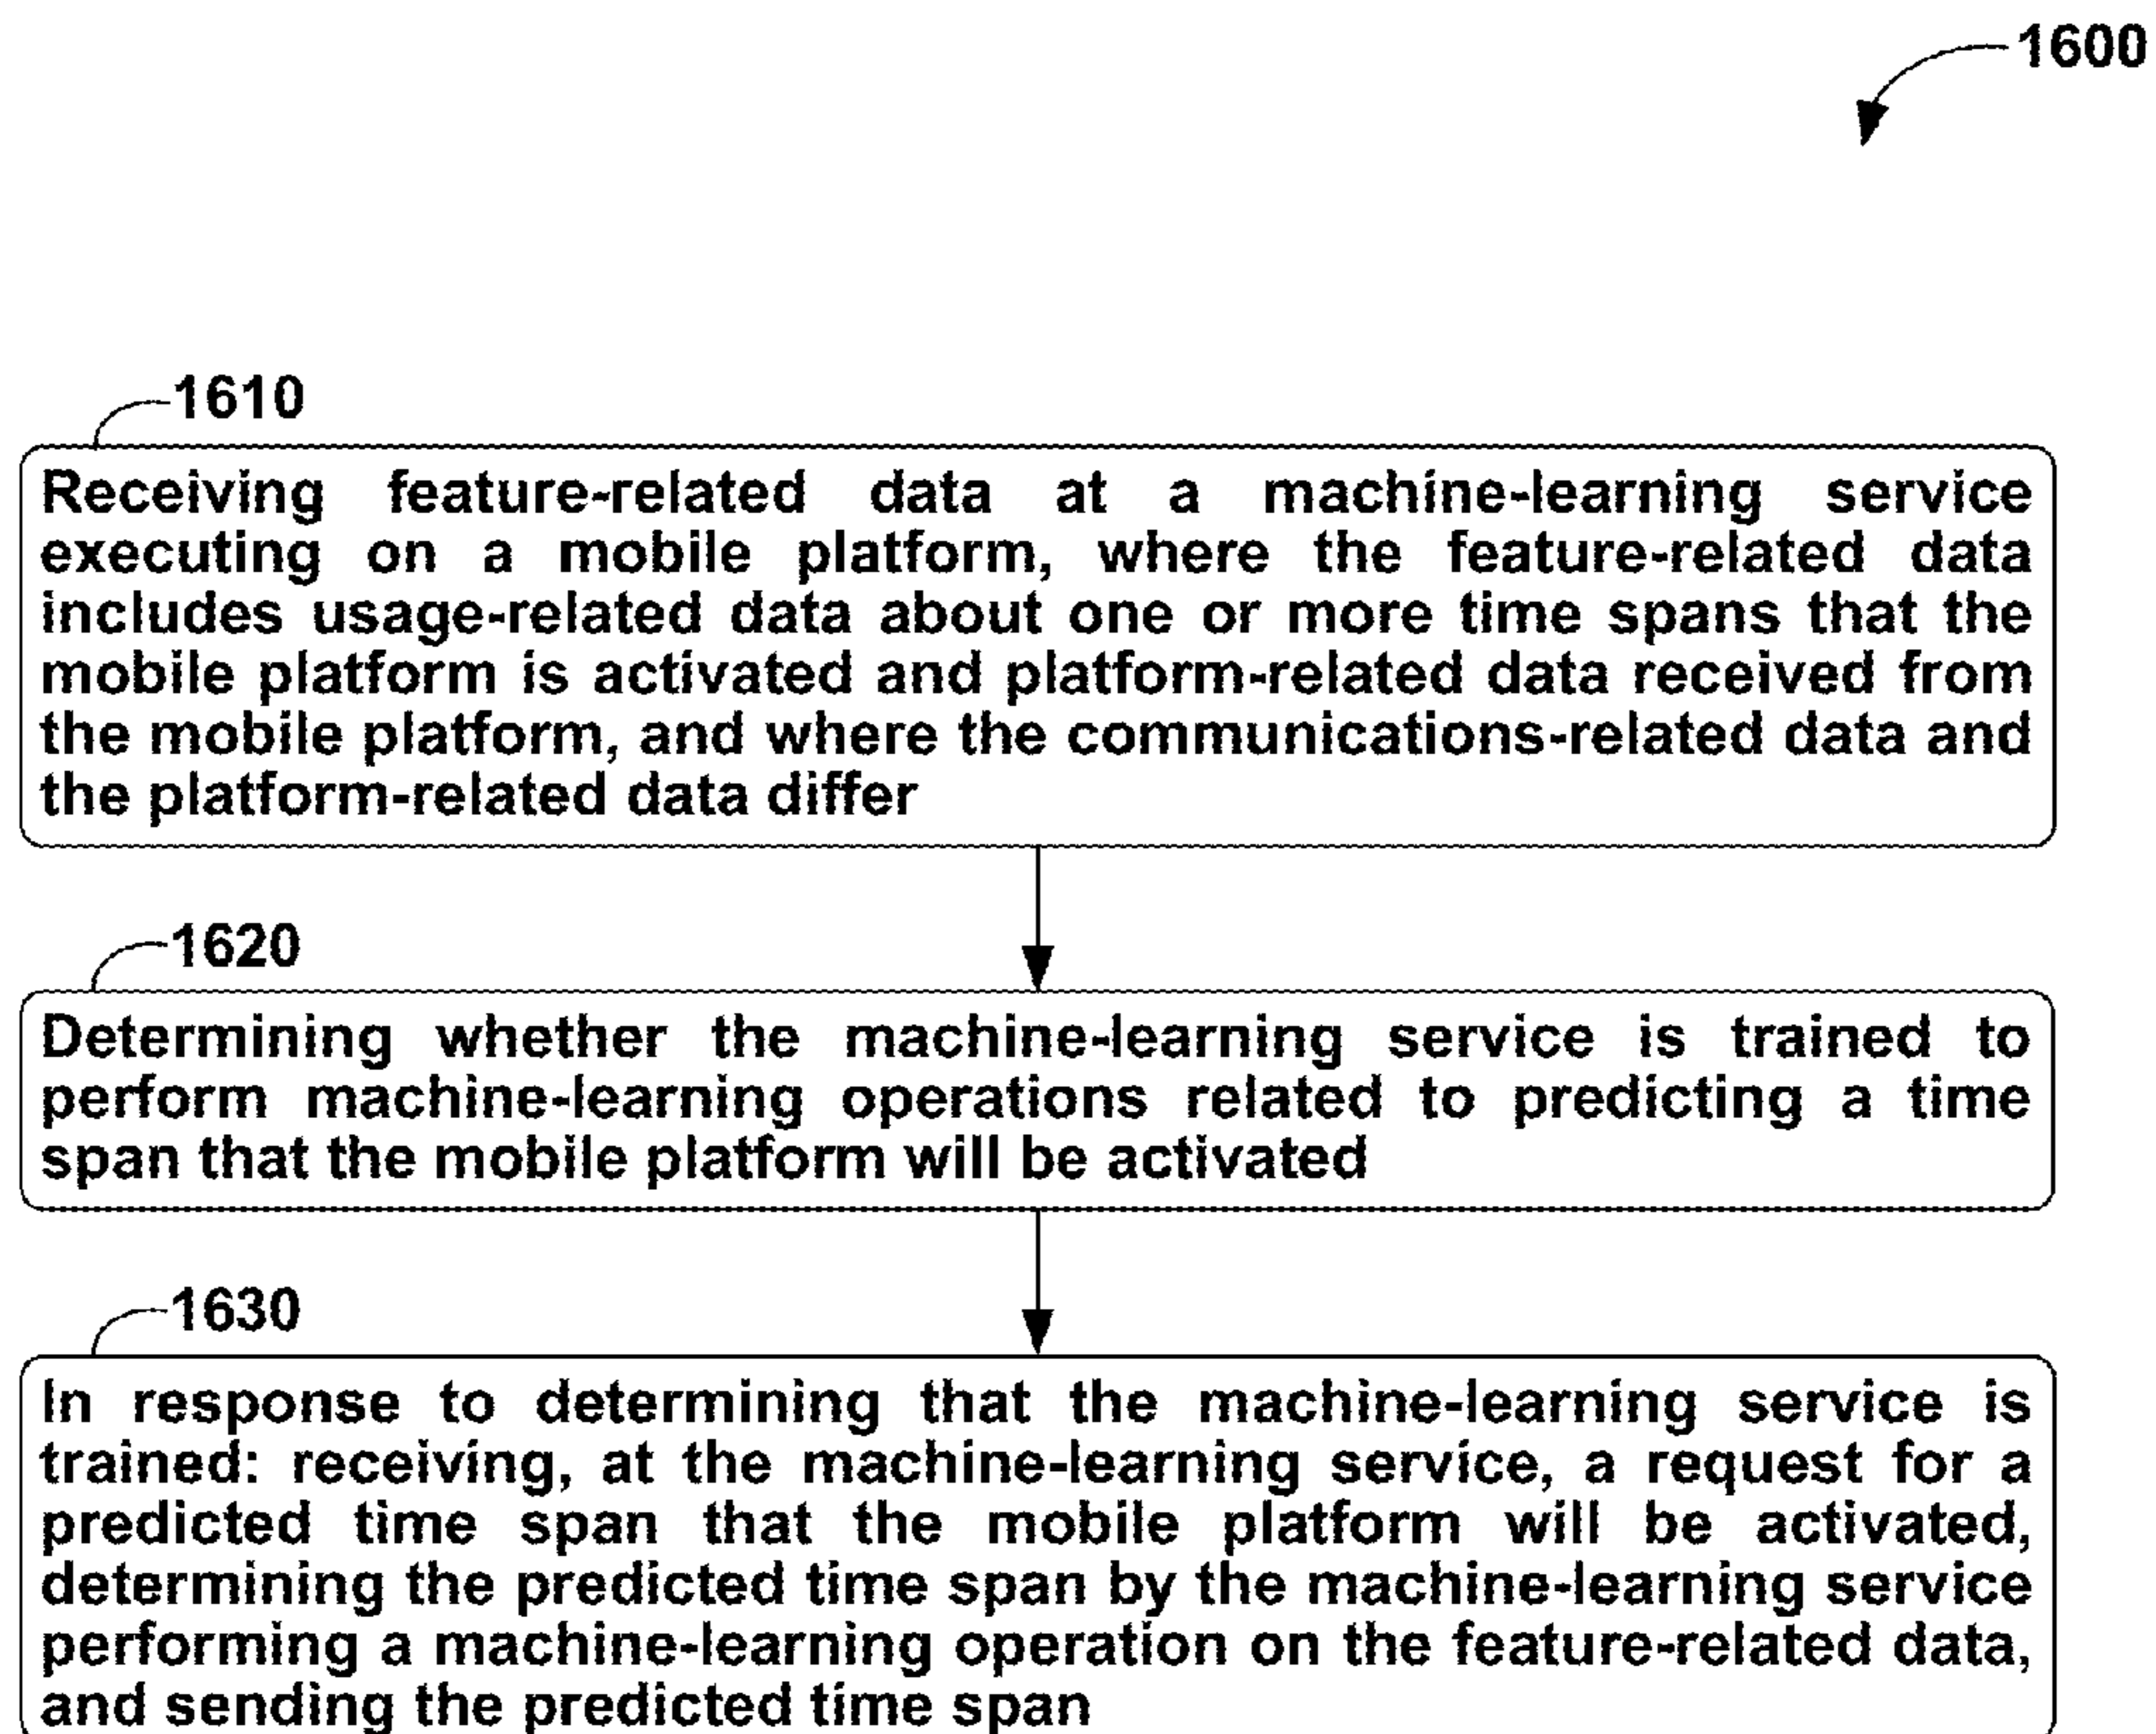 1600
1610
Receiving feature-related data at a machine-learning service
executing on a mobile platform, where the feature-related data
includes usage-related data about one or more time spans that the
mobile platform is activated and platform-related data received from
the mobile platform, and where the communications-related data and
the platform-related data differ
1620
Determining whether the machine-learning service is trained to
perform machine-learning operations related to predicting a time
span that the mobile platform will be activated
1630
In response to determining that the machine-learning service is
trained: receiving, at the machine-learning service, a request for a
predicted time span that the mobile platform will be activated,
determining the predicted time span by the machine-learning service
performing a machine-learning operation on the feature-related data,
and sending the predicted time span